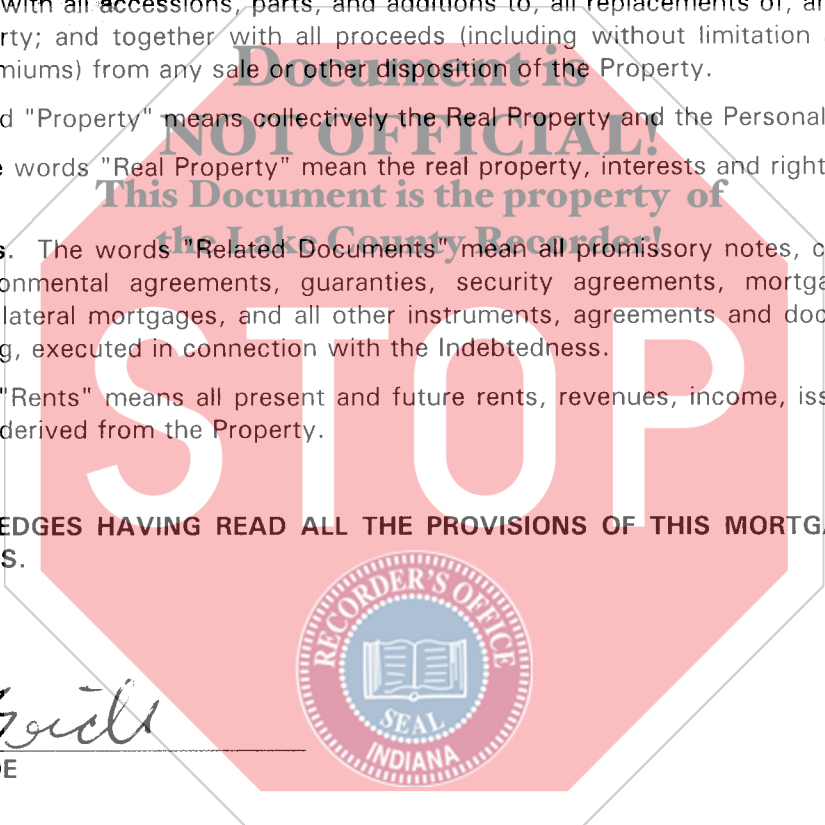 with all accessions, parts, and additions to, all replacements of, an
rty; and together with all proceeds (including without limitation
miums) from any sale or other disposition of the Property.
Document is
d "Property" means collectively the Real Property and the Personal
NOT OFFICIAL!
e words "Real Property" mean the real property, interests and right
This Document is the property of
the Lake County Recorder!
s. The words "Related Documents" mean all promissory notes, c
onmental agreements, guaranties, security agreements, mortga
lateral mortgages, and all other instruments, agreements and doc
g, executed in connection with the Indebtedness.
STOP
"Rents" means all present and future rents, revenues, income, iss
derived from the Property.
EDGES HAVING READ ALL THE PROVISIONS OF THIS MORTGA
S.
RECORDER'S OFFICE
SEAL
INDIANA
DE